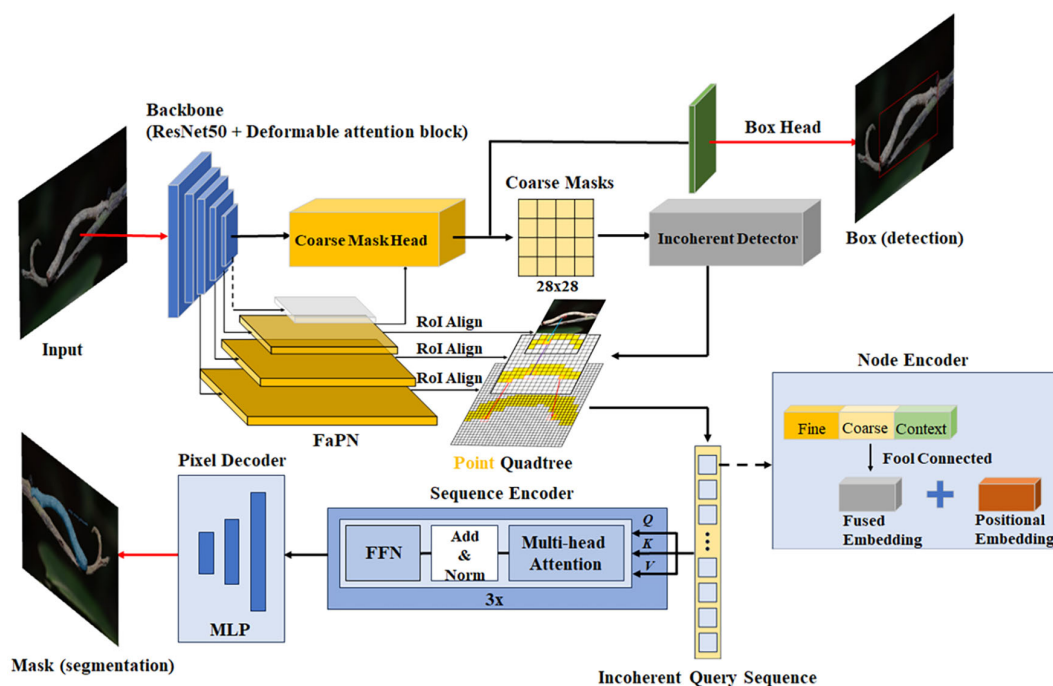 Backbone
(ResNet50 + Deformable attention block)
Input
Coarse Mask Head
Coarse Masks
28x28
Incoherent Detector
Box Head
Box (detection)
RoI Align
RoI Align
RoI Align
FaPN
Point Quadtree
Node Encoder
Fine Coarse Context
Fool Connected
Fused
Embedding
Positional
Embedding
Pixel Decoder
MLP
Mask (segmentation)
Sequence Encoder
FFN
Add
&
Norm
Multi-head
Attention
3x
Q
K
V
Incoherent Query Sequence